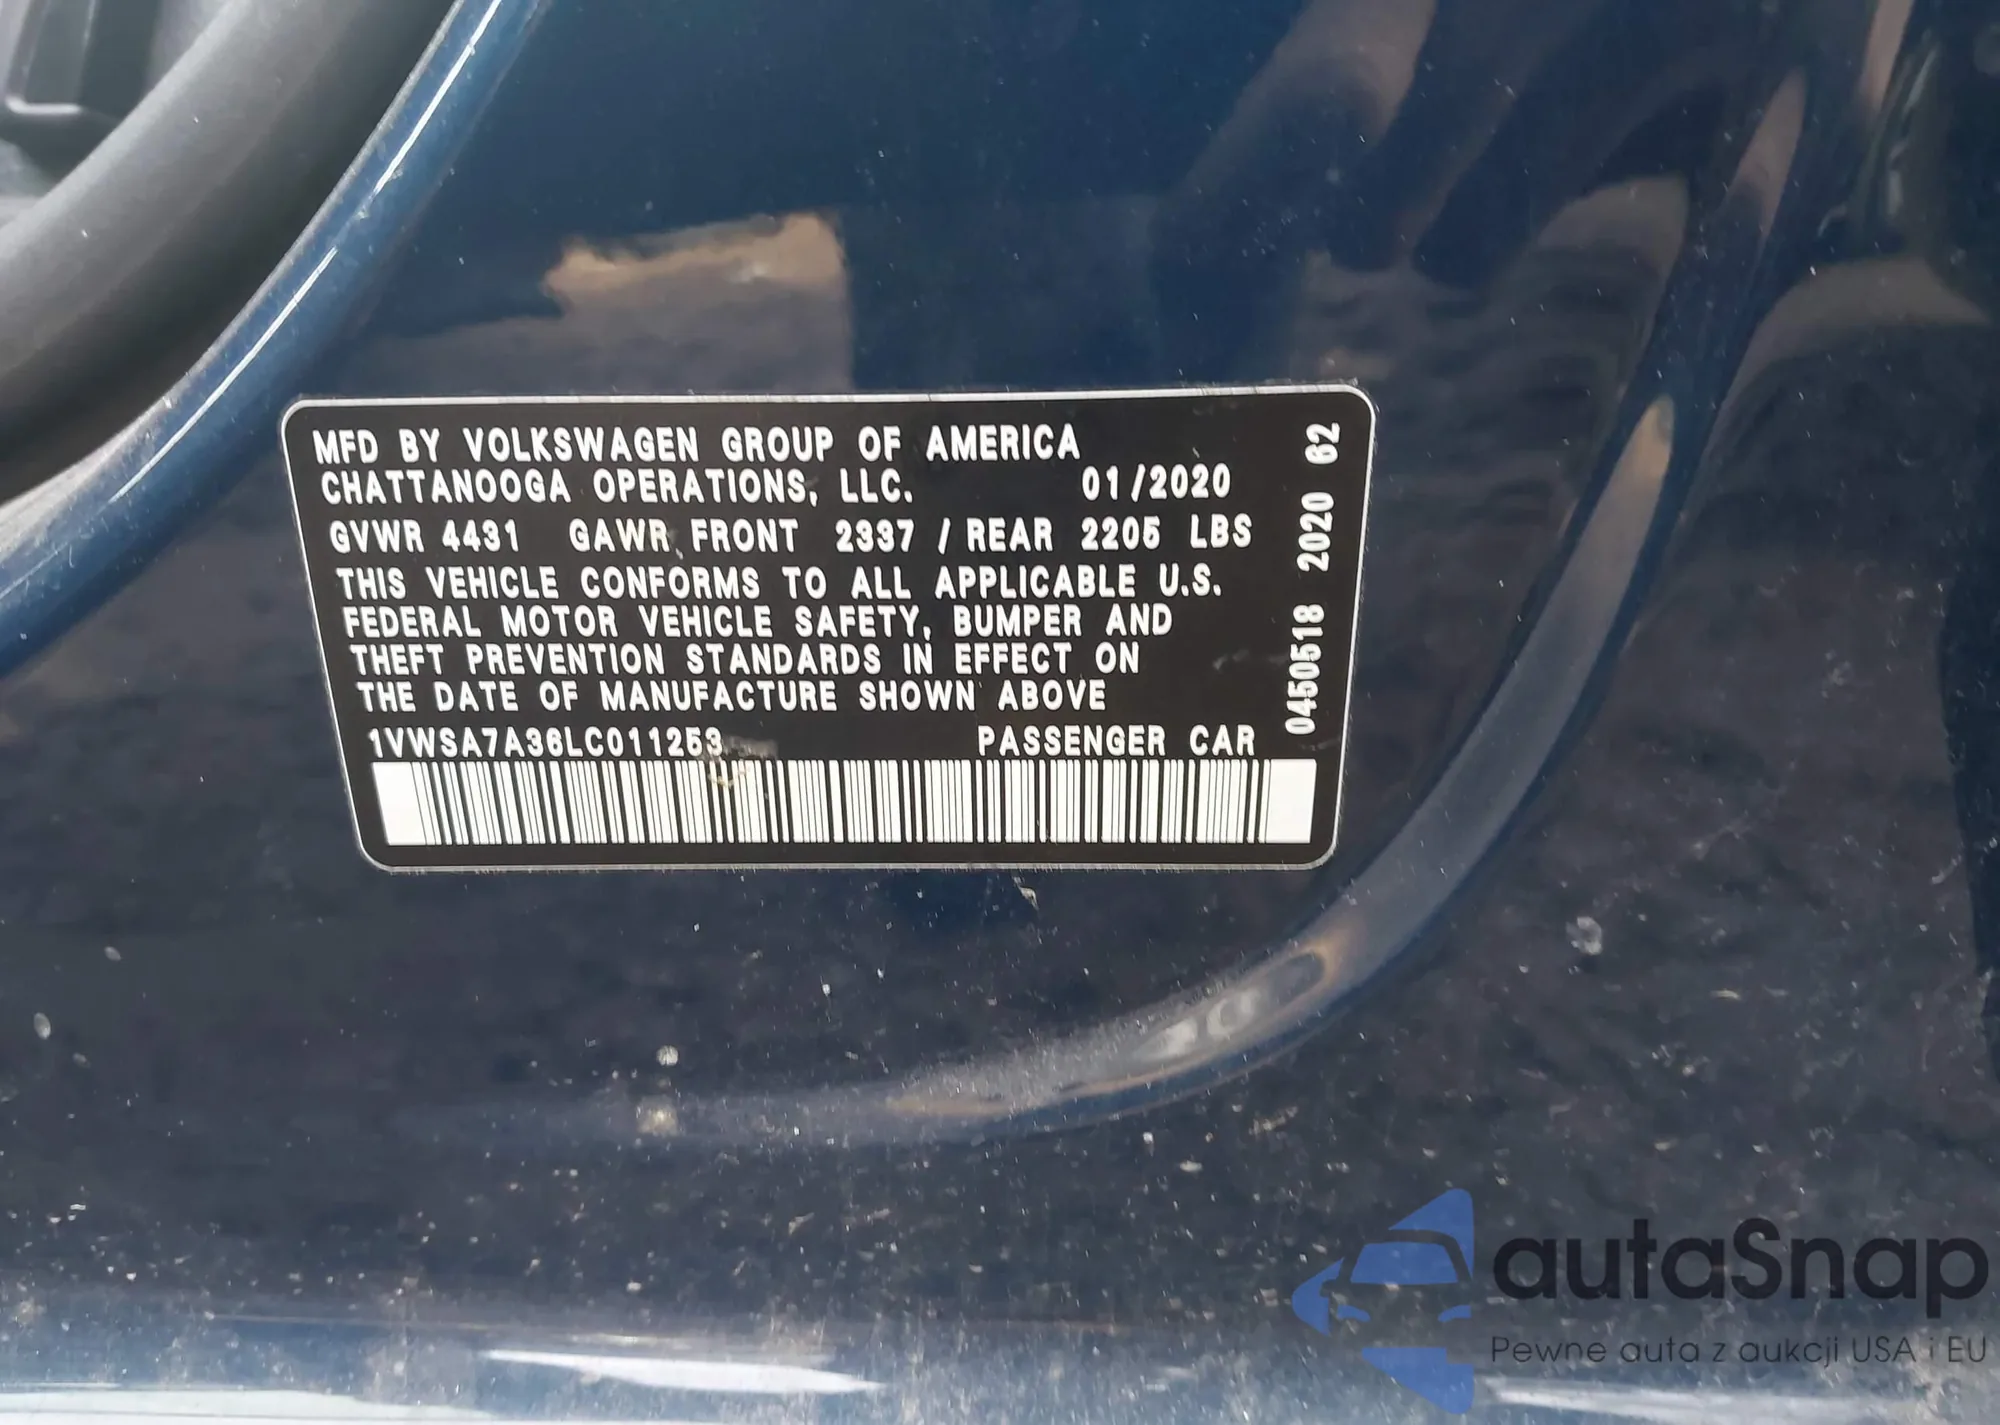 MFD BY VOLKSWAGEN GROUP OF AMERICA
CHATTANOOGA OPERATIONS, LLC. 01/2020
GVWR 4431 GAWR FRONT 2337 / REAR 2205 LBS
THIS VEHICLE CONFORMS TO ALL APPLICABLE U.S.
FEDERAL MOTOR VEHICLE SAFETY, BUMPER AND
THEFT PREVENTION STANDARDS IN EFFECT ON
THE DATE OF MANUFACTURE SHOWN ABOVE
1VWSA7A36LC011253 PASSENGER CAR
0450518 2020 62
autaSnap
Pewne auta z aukcji USA i EU